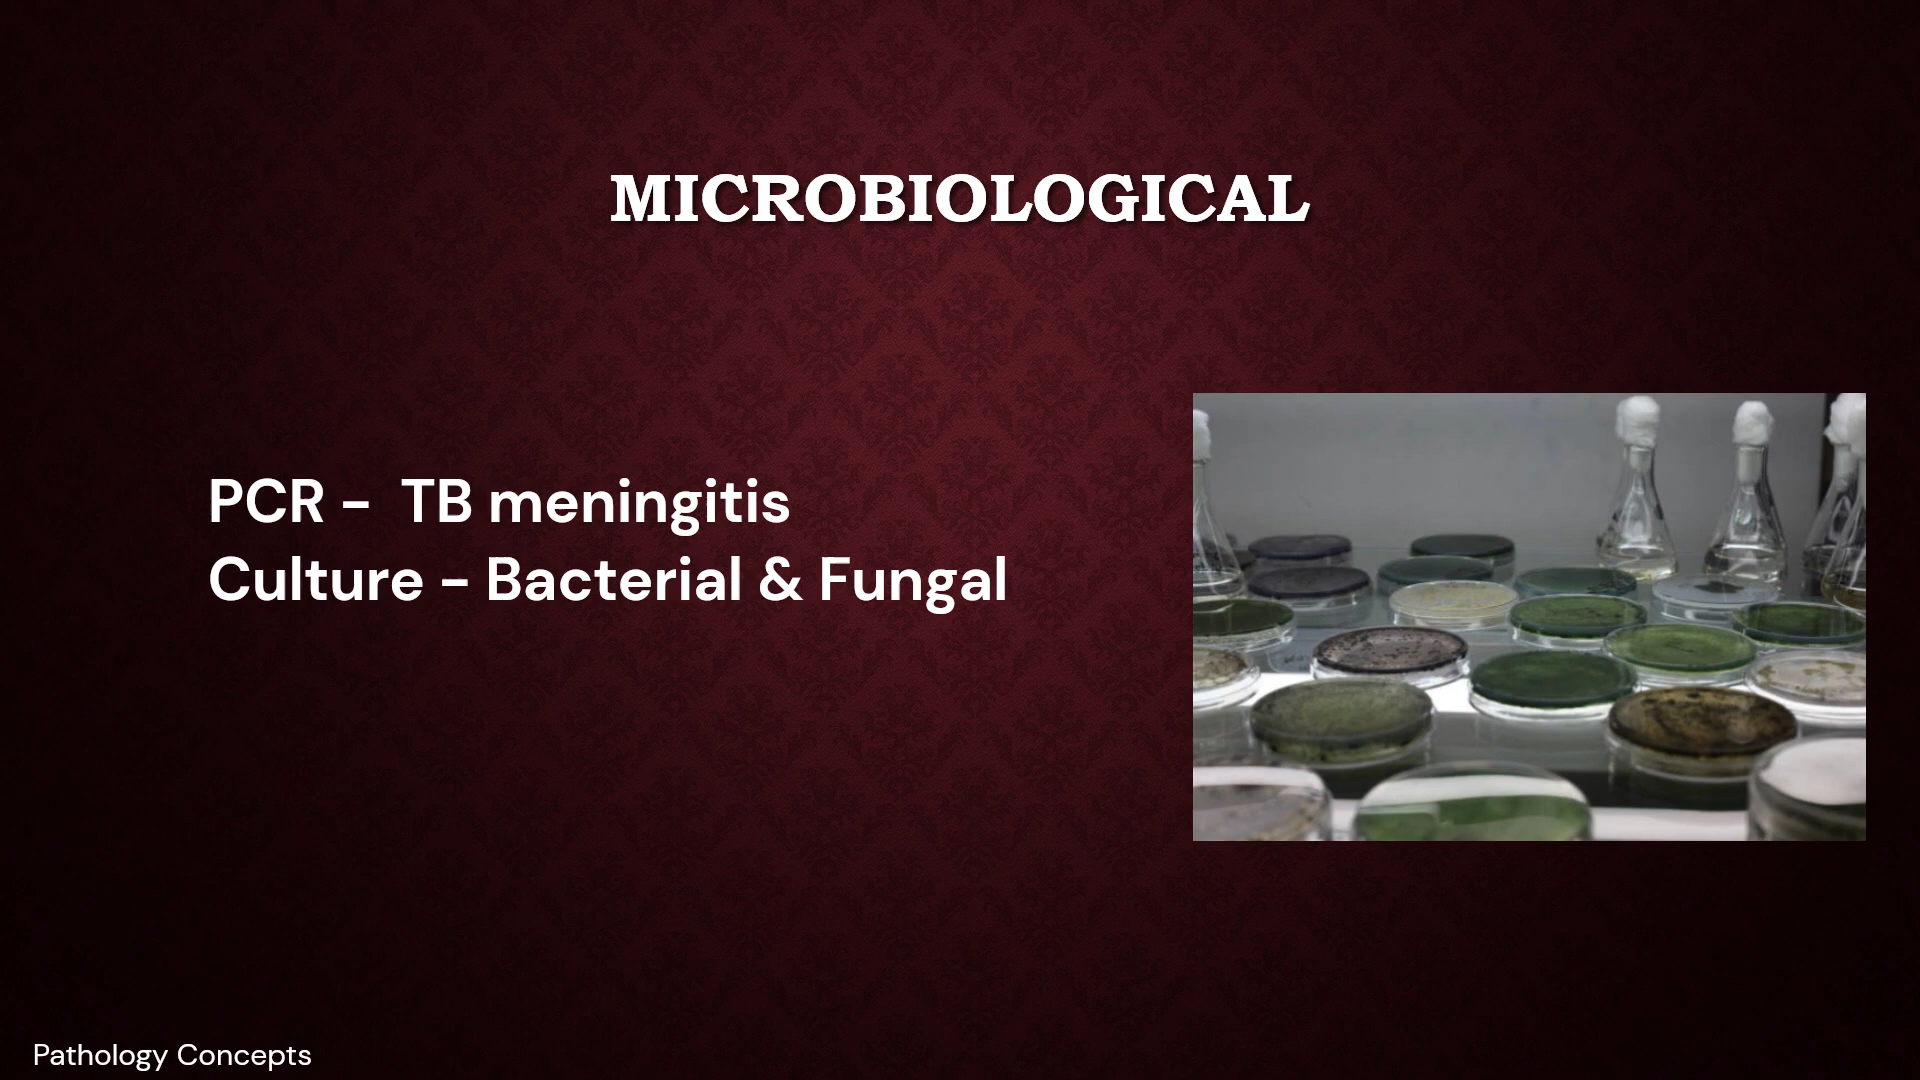 MICROBIOLOGICAL
PCR – TB meningitis
Culture – Bacterial & Fungal
Pathology Concepts